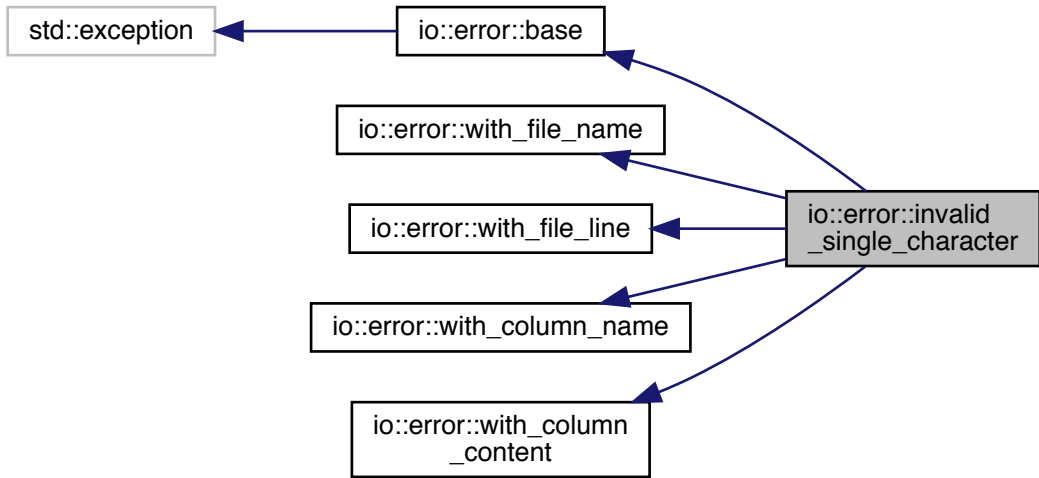 std::exception
io::error::base
io::error::with_file_name
io::error::with_file_line
io::error::invalid
_single_character
io::error::with_column_name
io::error::with_column
_content